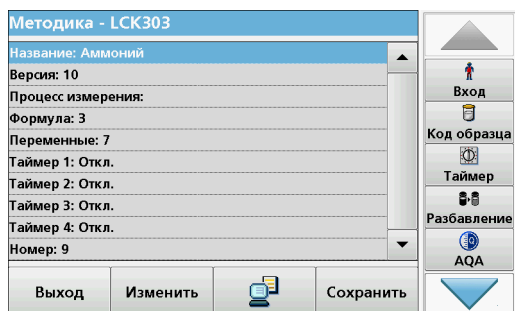 Методика - LCK303
Название: Аммоний
Версия: 10
Процесс измерения:
Формула: 3
Переменные: 7
Таймер 1: Откл.
Таймер 2: Откл.
Таймер 3: Откл.
Таймер 4: Откл.
Номер: 9
Выход
Изменить
Сохранить
Вход
Код образца
Таймер
Разбавление
AQA